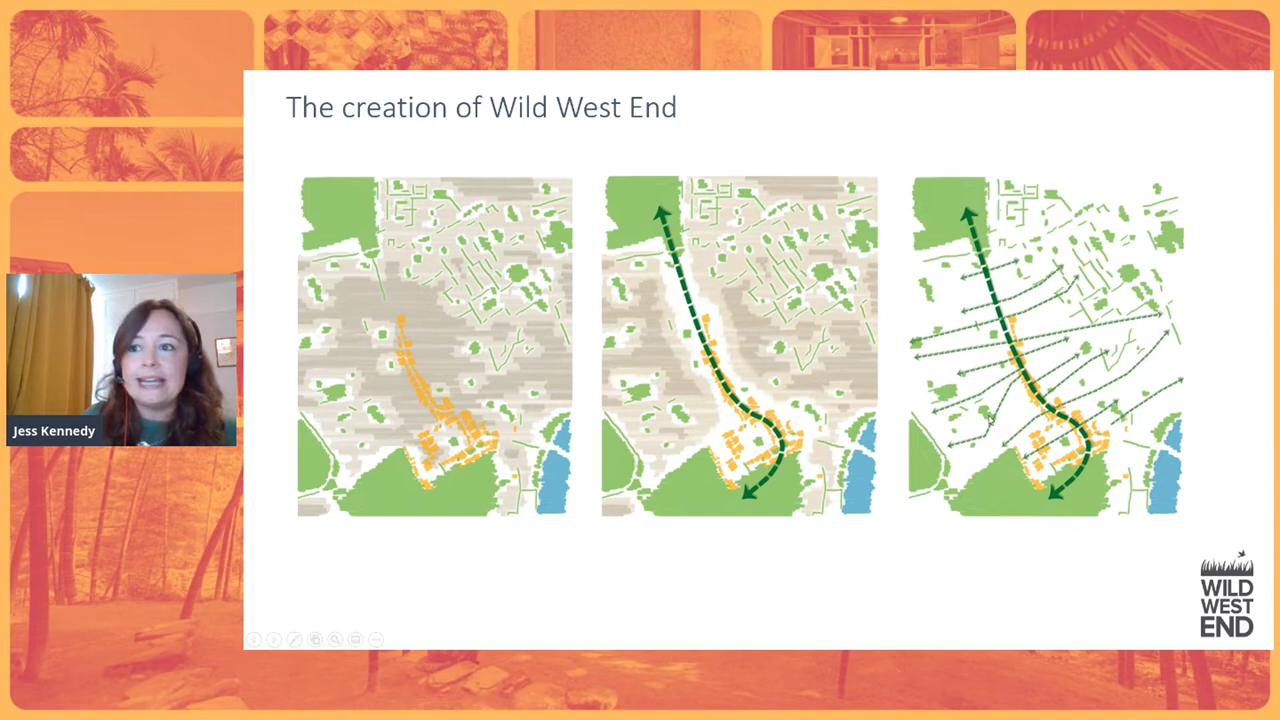 The creation of Wild West End
Jess Kennedy
WILD
WEST
END